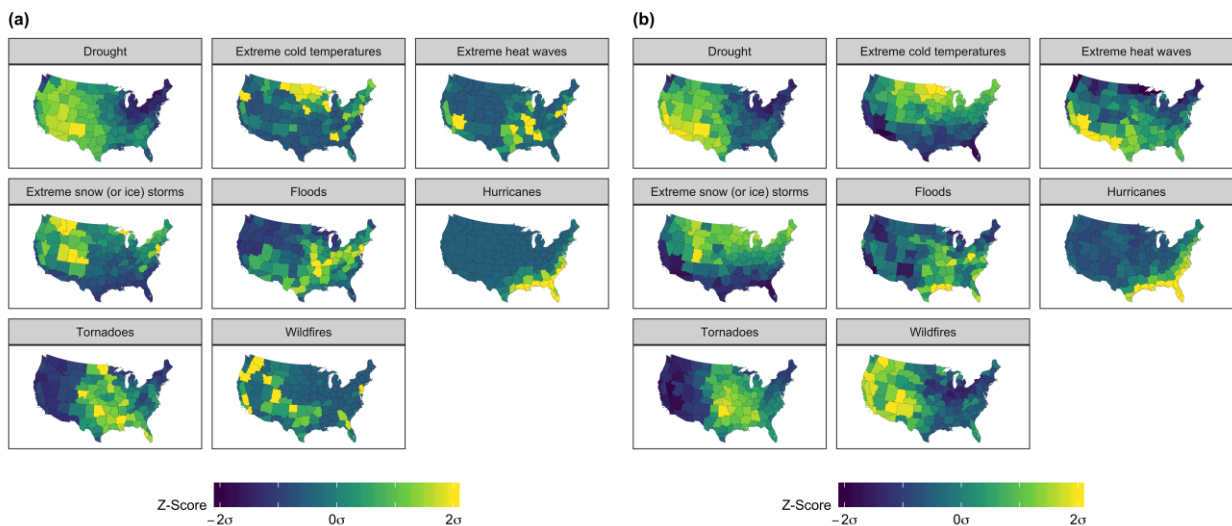 (a)
Drought
Extreme cold temperatures
Extreme heat waves
Extreme snow (or ice) storms
Floods
Hurricanes
Tornadoes
Wildfires
Z-Score
−2σ 0σ 2σ
(b)
Drought
Extreme cold temperatures
Extreme heat waves
Extreme snow (or ice) storms
Floods
Hurricanes
Tornadoes
Wildfires
Z-Score
−2σ 0σ 2σ